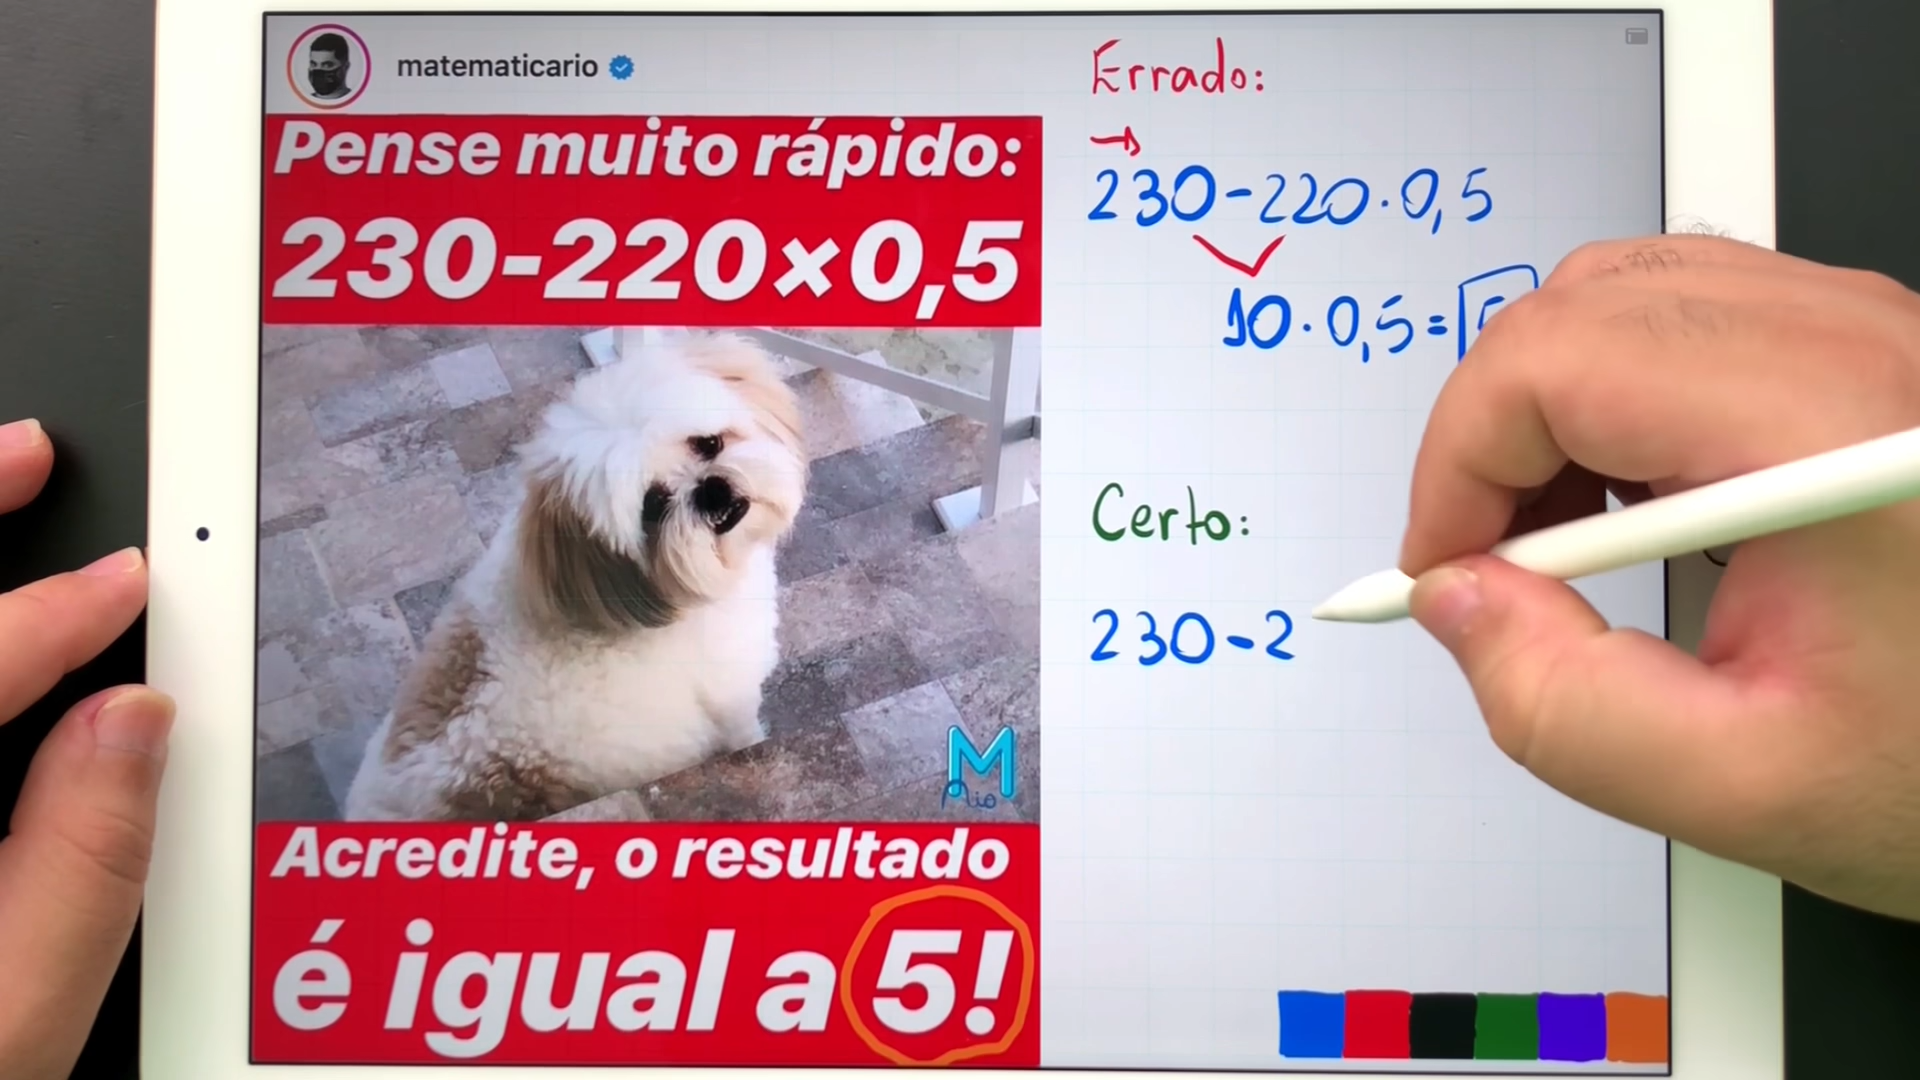 matematicario
Pense muito rápido:
230-220×0,5
M
Mio
Acredite, o resultado
é igual a 5!
Errado:
230-220·0,5
10·0,5=
Certo:
230-2